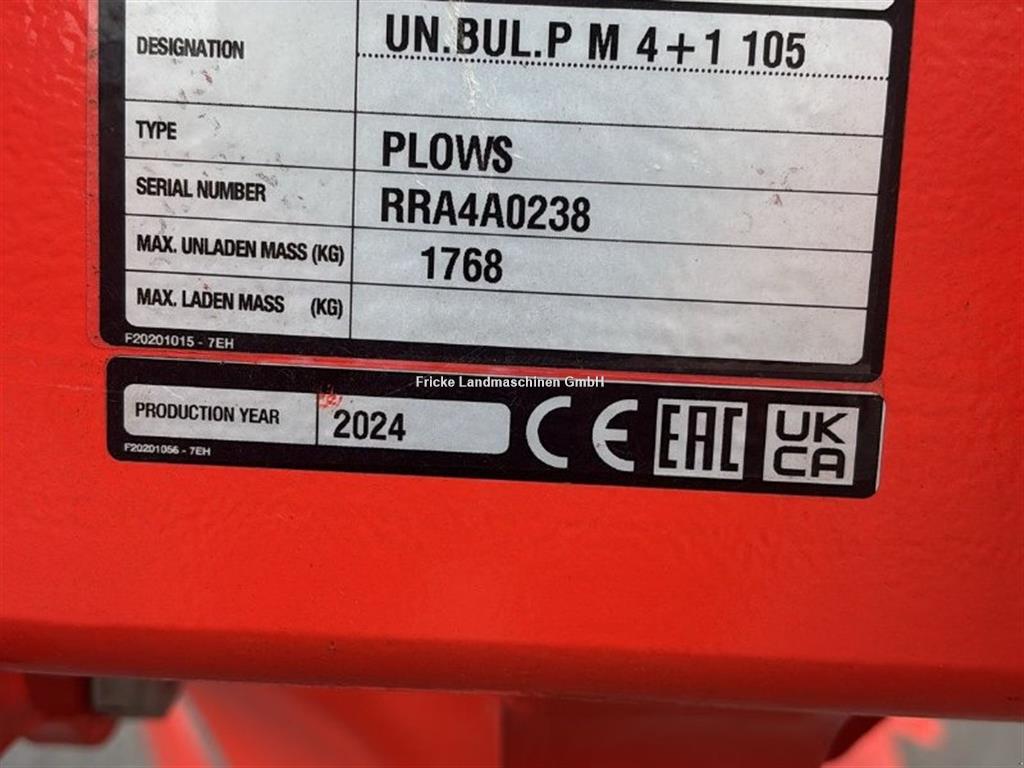 DESIGNATION UN.BUL.P M 4+1 105
TYPE PLOWS
SERIAL NUMBER RRA4A0238
MAX. UNLADEN MASS (KG) 1768
MAX. LADEN MASS (KG)
F20201015 - 7EH
Fricke Landmaschinen GmbH
PRODUCTION YEAR 2024 CE EAC UK
CA
F20201056 - 7EH